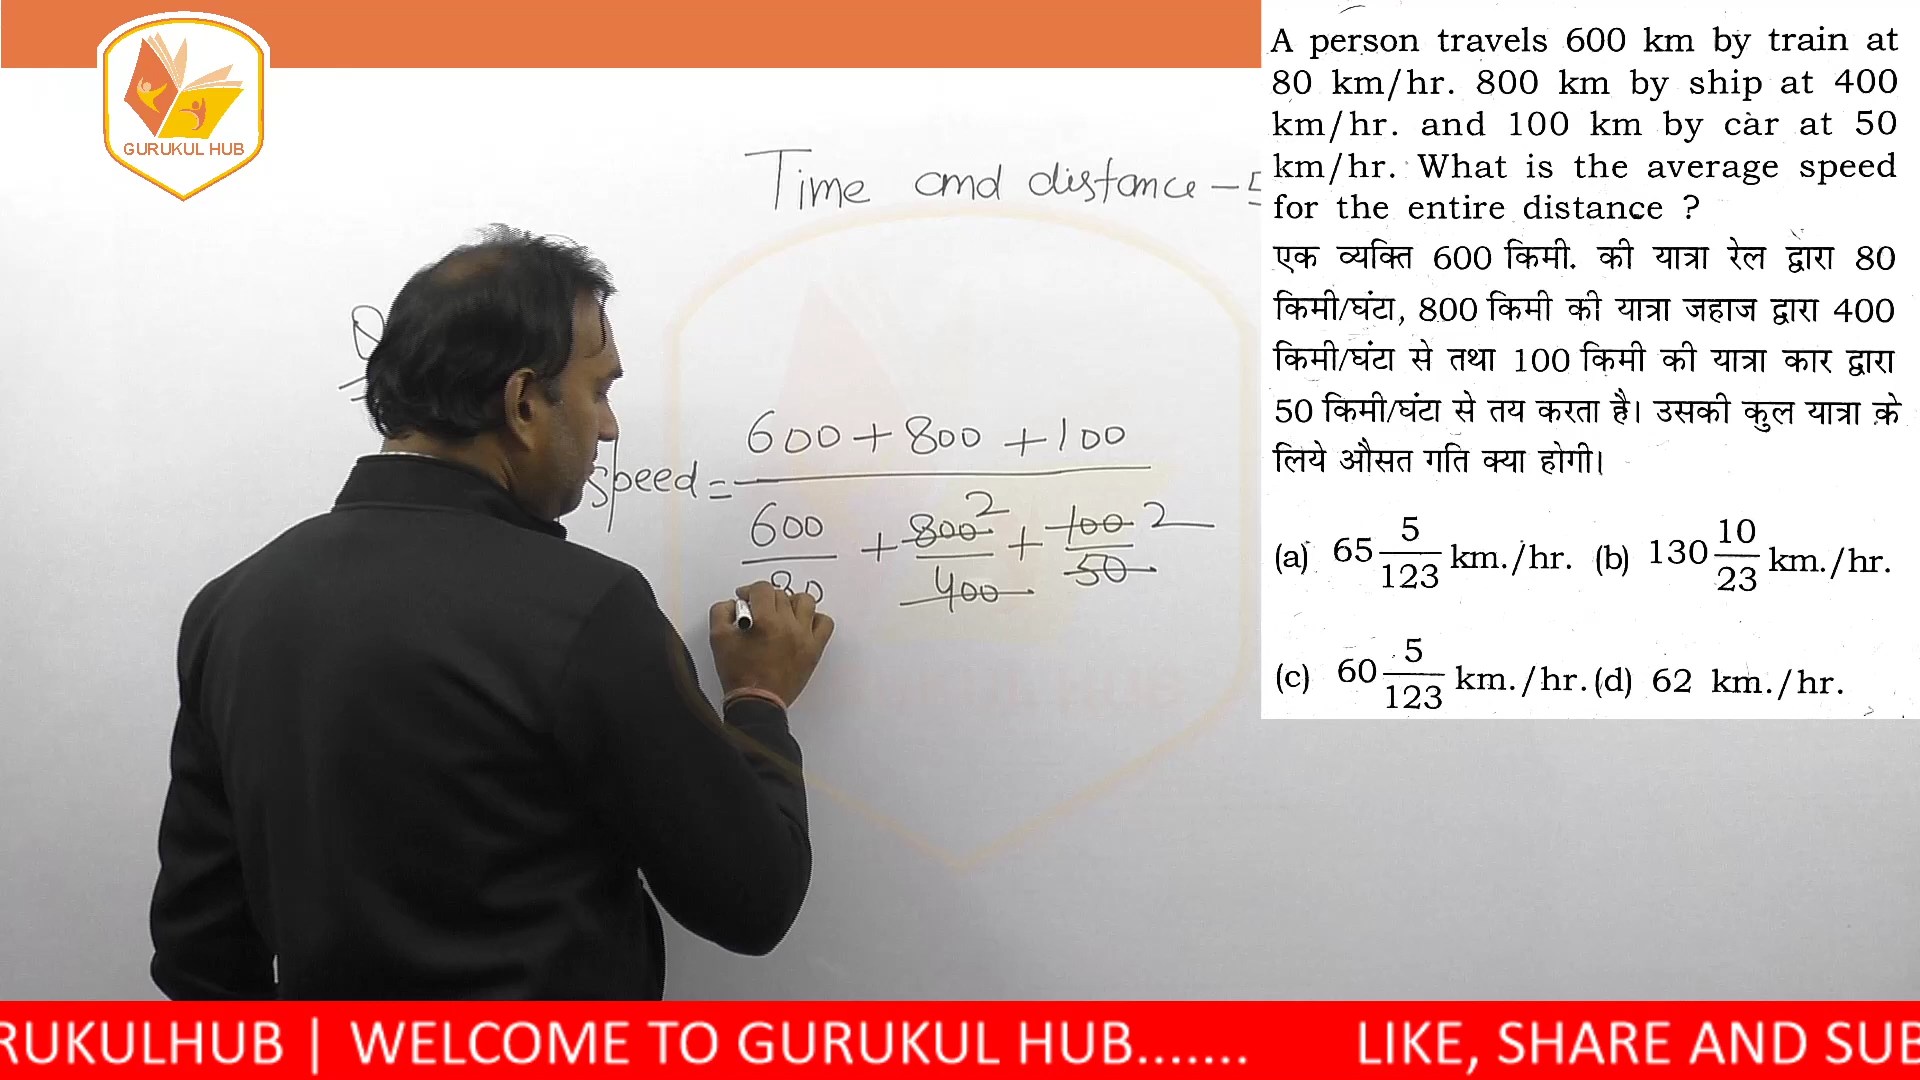 GURUKUL HUB
Time and distance - 5
speed = 600 + 800 + 100
600/80 + 800/400 2 + 100/50 2
A person travels 600 km by train at
80 km/hr. 800 km by ship at 400
km/hr. and 100 km by car at 50
km/hr. What is the average speed
for the entire distance ?
एक व्यक्ति 600 किमी. की यात्रा रेल द्वारा 80
किमी/घंटा, 800 किमी की यात्रा जहाज द्वारा 400
किमी/घंटा से तथा 100 किमी की यात्रा कार द्वारा
50 किमी/घंटा से तय करता है। उसकी कुल यात्रा के
लिये औसत गति क्या होगी।
(a) 65 5/123 km./hr. (b) 130 10/23 km./hr.
(c) 60 5/123 km./hr. (d) 62 km./hr.
RUKULHUB | WELCOME TO GURUKUL HUB....... LIKE, SHARE AND SUB